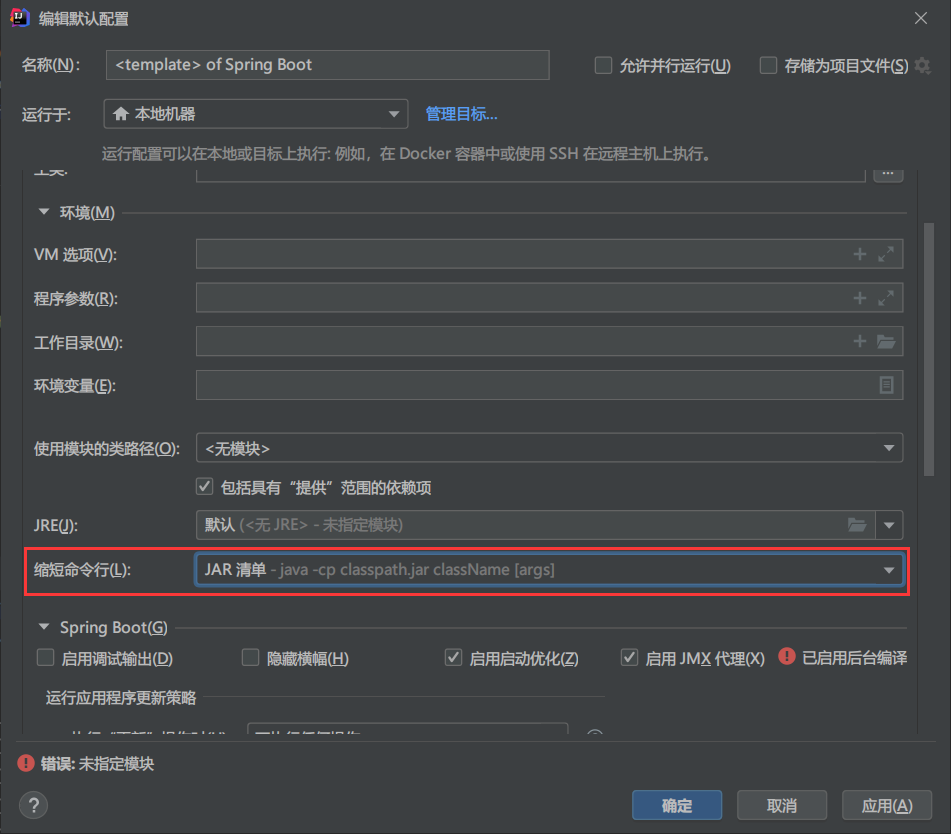 编辑默认配置
名称(N): <template> of Spring Boot 允许并行运行(U) 存储为项目文件(S)
运行于: 本地机器 管理目标...
运行配置可以在本地或目标上执行: 例如，在 Docker 容器中或使用 SSH 在远程主机上执行。
主类: ...
环境(M)
VM 选项(V):
程序参数(R):
工作目录(W):
环境变量(E):
使用模块的类路径(O): <无模块>
包括具有“提供”范围的依赖项
JRE(J): 默认 (<无 JRE> - 未指定模块)
缩短命令行(L): JAR 清单 - java -cp classpath.jar className [args]
Spring Boot(G)
启用调试输出(D) 隐藏横幅(H) 启用启动优化(Z) 启用 JMX 代理(X) 已启用后台编译
运行应用程序更新策略
错误: 未指定模块
? 确定 取消 应用(A)